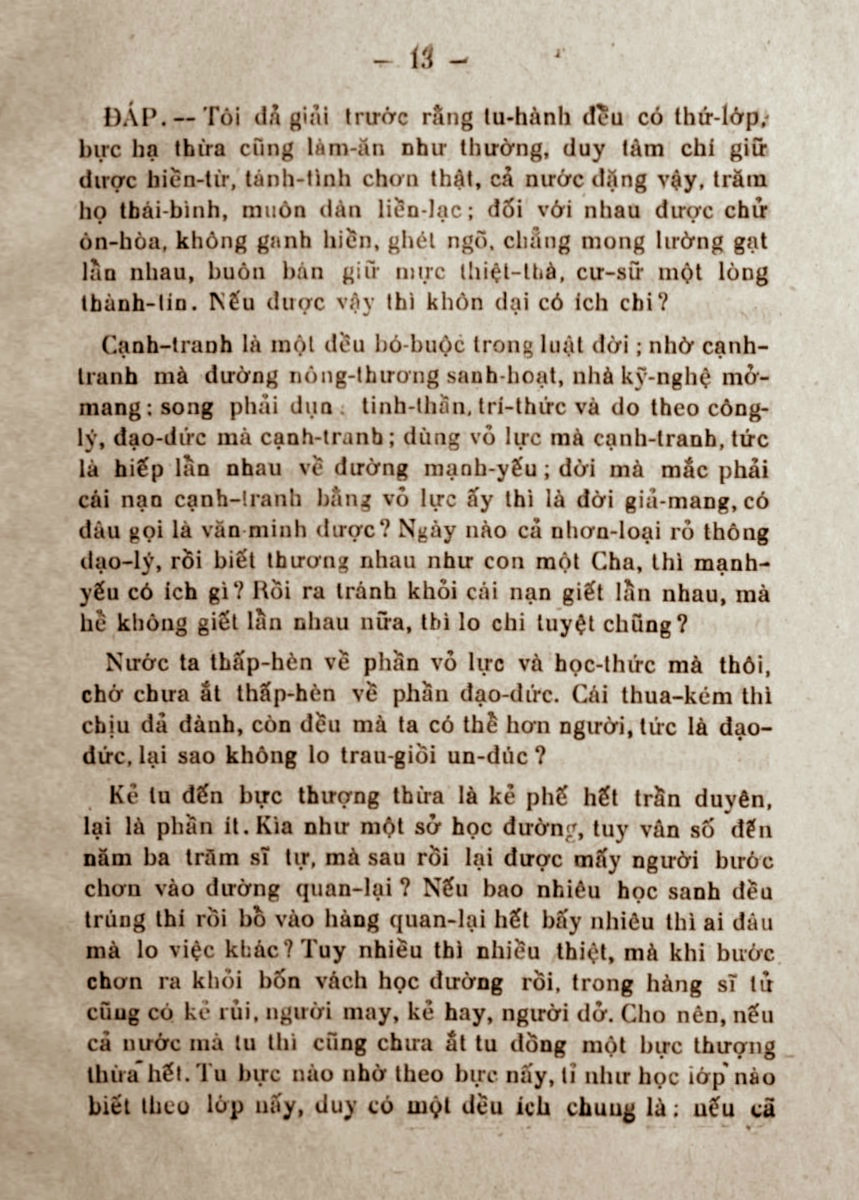 — 13 —
ĐÁP. — Tôi đả giải trước rằng tu-hành đều có thứ-lớp,
bực hạ thừa cũng làm-ăn như thường, duy tâm chí giữ
được hiền-từ, tánh-tình chơn thật, cả nước đặng vậy, trăm
họ thái-bình, muôn dân liền-lạc ; đối với nhau được chử
ôn-hòa, không ganh hiền, ghét ngõ, chẳng mong lường gạt
lần nhau, buôn bán giữ mực thiệt-thà, cư-sữ một lòng
thành-tín. Nếu được vậy thì khôn dại có ích chi ?
Cạnh-tranh là một đều bó-buộc trong luật đời ; nhờ cạnh-
tranh mà đường nông-thương sanh-hoạt, nhà kỹ-nghệ mở-
mang : song phải dụn tinh-thần, trí-thức và do theo công-
lý, đạo-đức mà cạnh-tranh ; dùng vỏ lực mà cạnh-tranh, tức
là hiếp lần nhau về đường mạnh-yếu ; đời mà mắc phải
cái nạn cạnh-tranh bằng vỏ lực ấy thì là đời giả-mang, có
đâu gọi là văn-minh được ? Ngày nào cả nhơn-loại rỏ thông
đạo-lý, rồi biết thương nhau như con một Cha, thì mạnh-
yếu có ích gì ? Rồi ra tránh khỏi cái nạn giết lần nhau, mà
hể không giết lần nhau nữa, thì lo chi tuyệt chũng ?
Nước ta thấp-hèn về phần vỏ lực và học-thức mà thôi,
chớ chưa ắt thấp-hèn về phần đạo-đức. Cái thua-kém thì
chịu đả đành, còn đều mà ta có thể hơn người, tức là đạo-
đức, lại sao không lo trau-giồi un-đúc ?
Kẻ tu đến bực thượng thừa là kẻ phế hết trần duyên,
lại là phần ít. Kìa như một sở học đường, tuy vân số đến
năm ba trăm sĩ tự, mà sau rồi lại được mấy người bước
chơn vào đường quan-lại ? Nếu bao nhiêu học sanh đều
trúng thi rồi bổ vào hàng quan-lại hết bấy nhiêu thì ai đâu
mà lo việc khác ? Tuy nhiều thì nhiều thiệt, mà khi bước
chơn ra khỏi bốn vách học đường rồi, trong hàng sĩ tử
cũng có kẻ rủi, người may, kẻ hay, người dở. Cho nên, nếu
cả nước mà tu thì cũng chưa ắt tu đồng một bực thượng
thừa hết. Tu bực nào nhờ theo bực nấy, tỉ như học lớp nào
biết theo lớp nấy, duy có một đều ích chung là : nếu cã